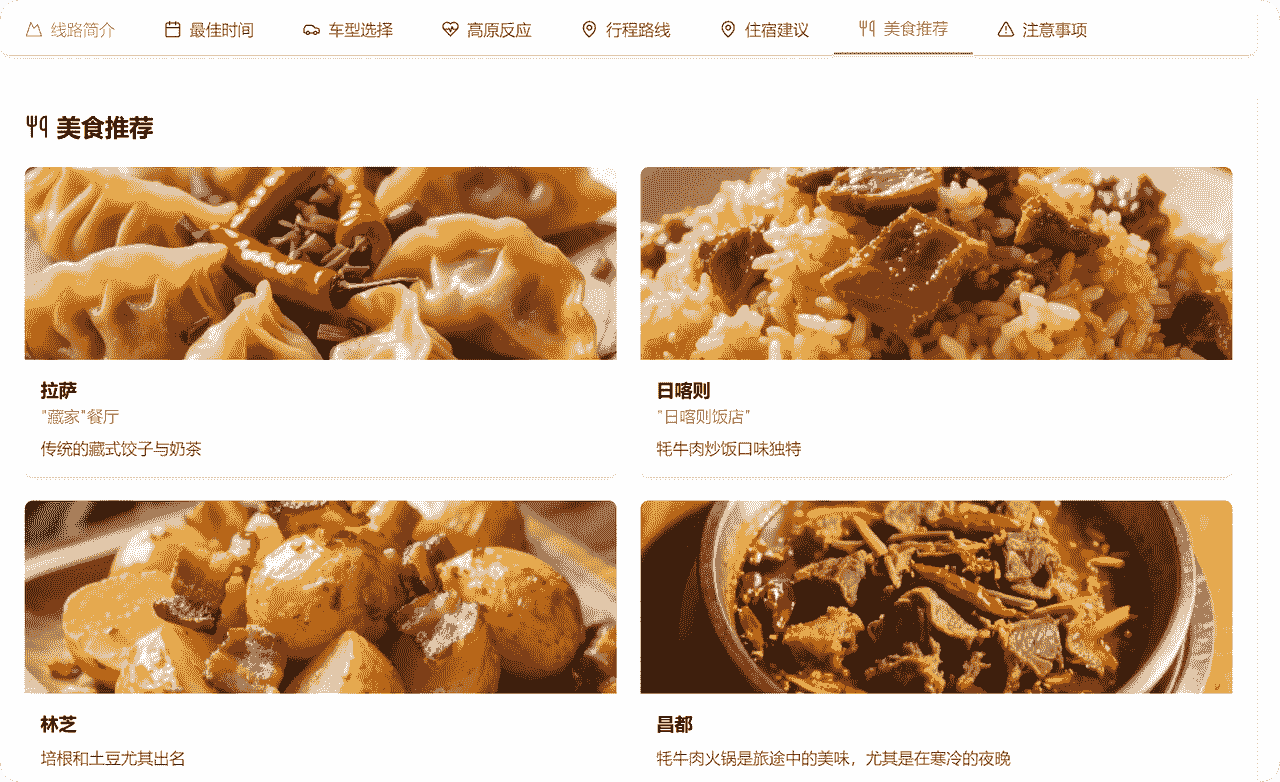 线路简介 最佳时间 车型选择 高原反应 行程路线 住宿建议 美食推荐 注意事项
美食推荐
拉萨
"藏家"餐厅
传统的藏式饺子与奶茶
日喀则
"日喀则饭店"
牦牛肉炒饭口味独特
林芝
培根和土豆尤其出名
昌都
牦牛肉火锅是旅途中的美味，尤其是在寒冷的夜晚